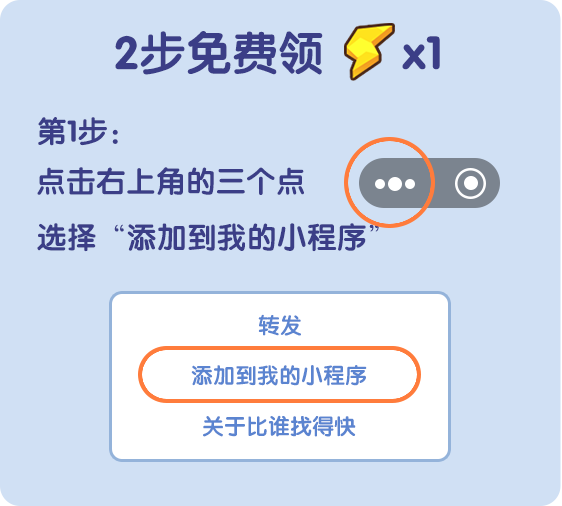 2步免费领 x1
第1步：
点击右上角的三个点
选择“添加到我的小程序”
转发
添加到我的小程序
关于比谁找得快